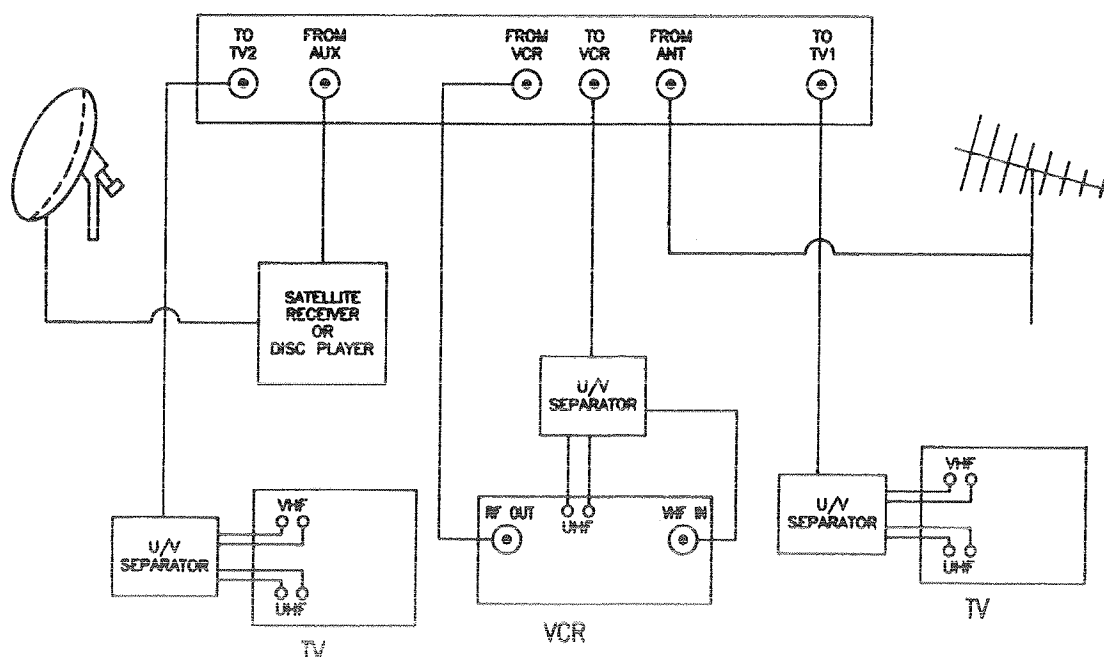 TO
TV2
FROM
AUX
FROM
VCR
TO
VCR
FROM
ANT
TO
TV1
SATELLITE
RECEIVER
OR
DISC PLAYER
U/V
SEPARATOR
VHF
U/V
SEPARATOR
UHF
TV
RF OUT
UHF
VHF IN
VCR
U/V
SEPARATOR
VHF
UHF
TV